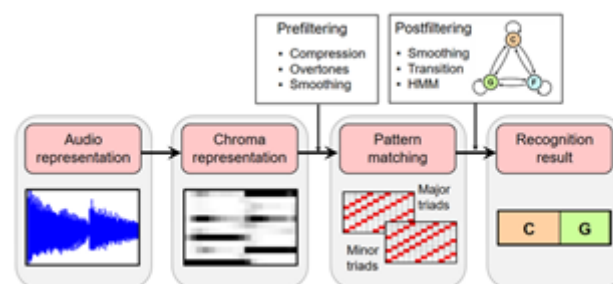 Prefiltering
• Compression
• Overtones
• Smoothing
Postfiltering
• Smoothing
• Transition
• HMM
C
G
F
Audio
representation
Chroma
representation
Pattern
matching
Recognition
result
Major
triads
Minor
triads
C
G